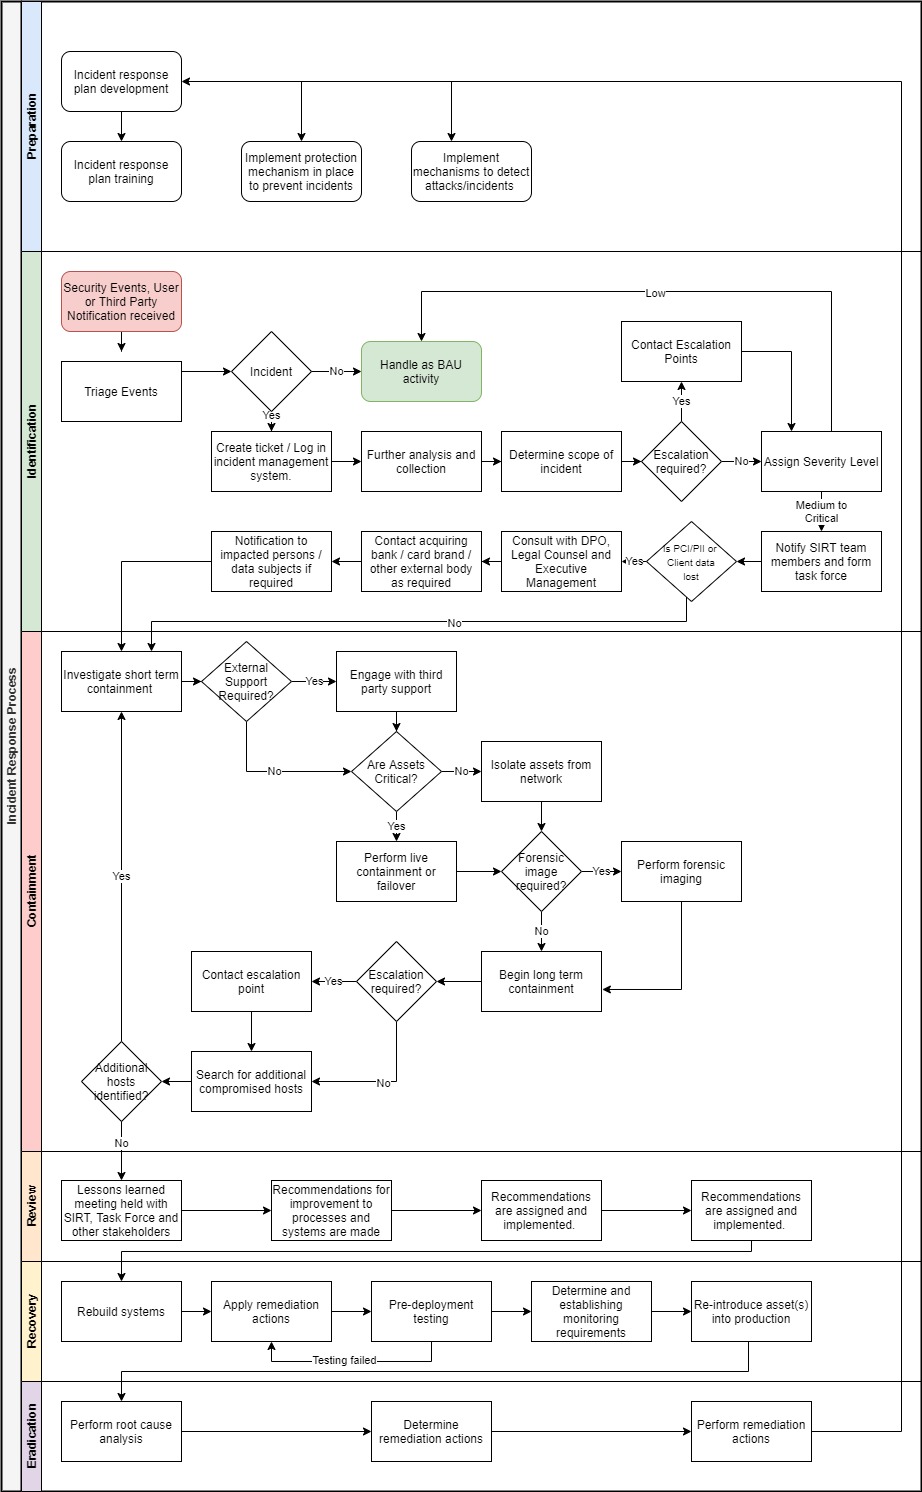 Incident Response Process
Preparation
Incident response
plan development
Incident response
plan training
Implement protection
mechanism in place
to prevent incidents
Implement
mechanisms to detect
attacks/incidents
Identification
Security Events, User
or Third Party
Notification received
Triage Events
Incident
No
Yes
Handle as BAU
activity
Low
Contact Escalation
Points
Yes
Create ticket / Log in
incident management
system.
Further analysis and
collection
Determine scope of
incident
Escalation
required?
No
Assign Severity Level
Medium to
Critical
Notify SIRT team
members and form
task force
Is PCI/PII or
Client data
lost
Yes
Consult with DPO,
Legal Counsel and
Executive
Management
Contact acquiring
bank / card brand /
other external body
as required
Notification to
impacted persons /
data subjects if
required
No
Containment
Investigate short term
containment
External
Support
Required?
Yes
Engage with third
party support
No
Are Assets
Critical?
No
Isolate assets from
network
Yes
Perform live
containment or
failover
Forensic
image
required?
Yes
Perform forensic
imaging
No
Begin long term
containment
Escalation
required?
Yes
Contact escalation
point
No
Search for additional
compromised hosts
Additional
hosts
identified?
Yes
No
Review
Lessons learned
meeting held with
SIRT, Task Force and
other stakeholders
Recommendations for
improvement to
processes and
systems are made
Recommendations
are assigned and
implemented.
Recommendations
are assigned and
implemented.
Recovery
Rebuild systems
Apply remediation
actions
Pre-deployment
testing
Testing failed
Determine and
establishing
monitoring
requirements
Re-introduce asset(s)
into production
Eradication
Perform root cause
analysis
Determine
remediation actions
Perform remediation
actions